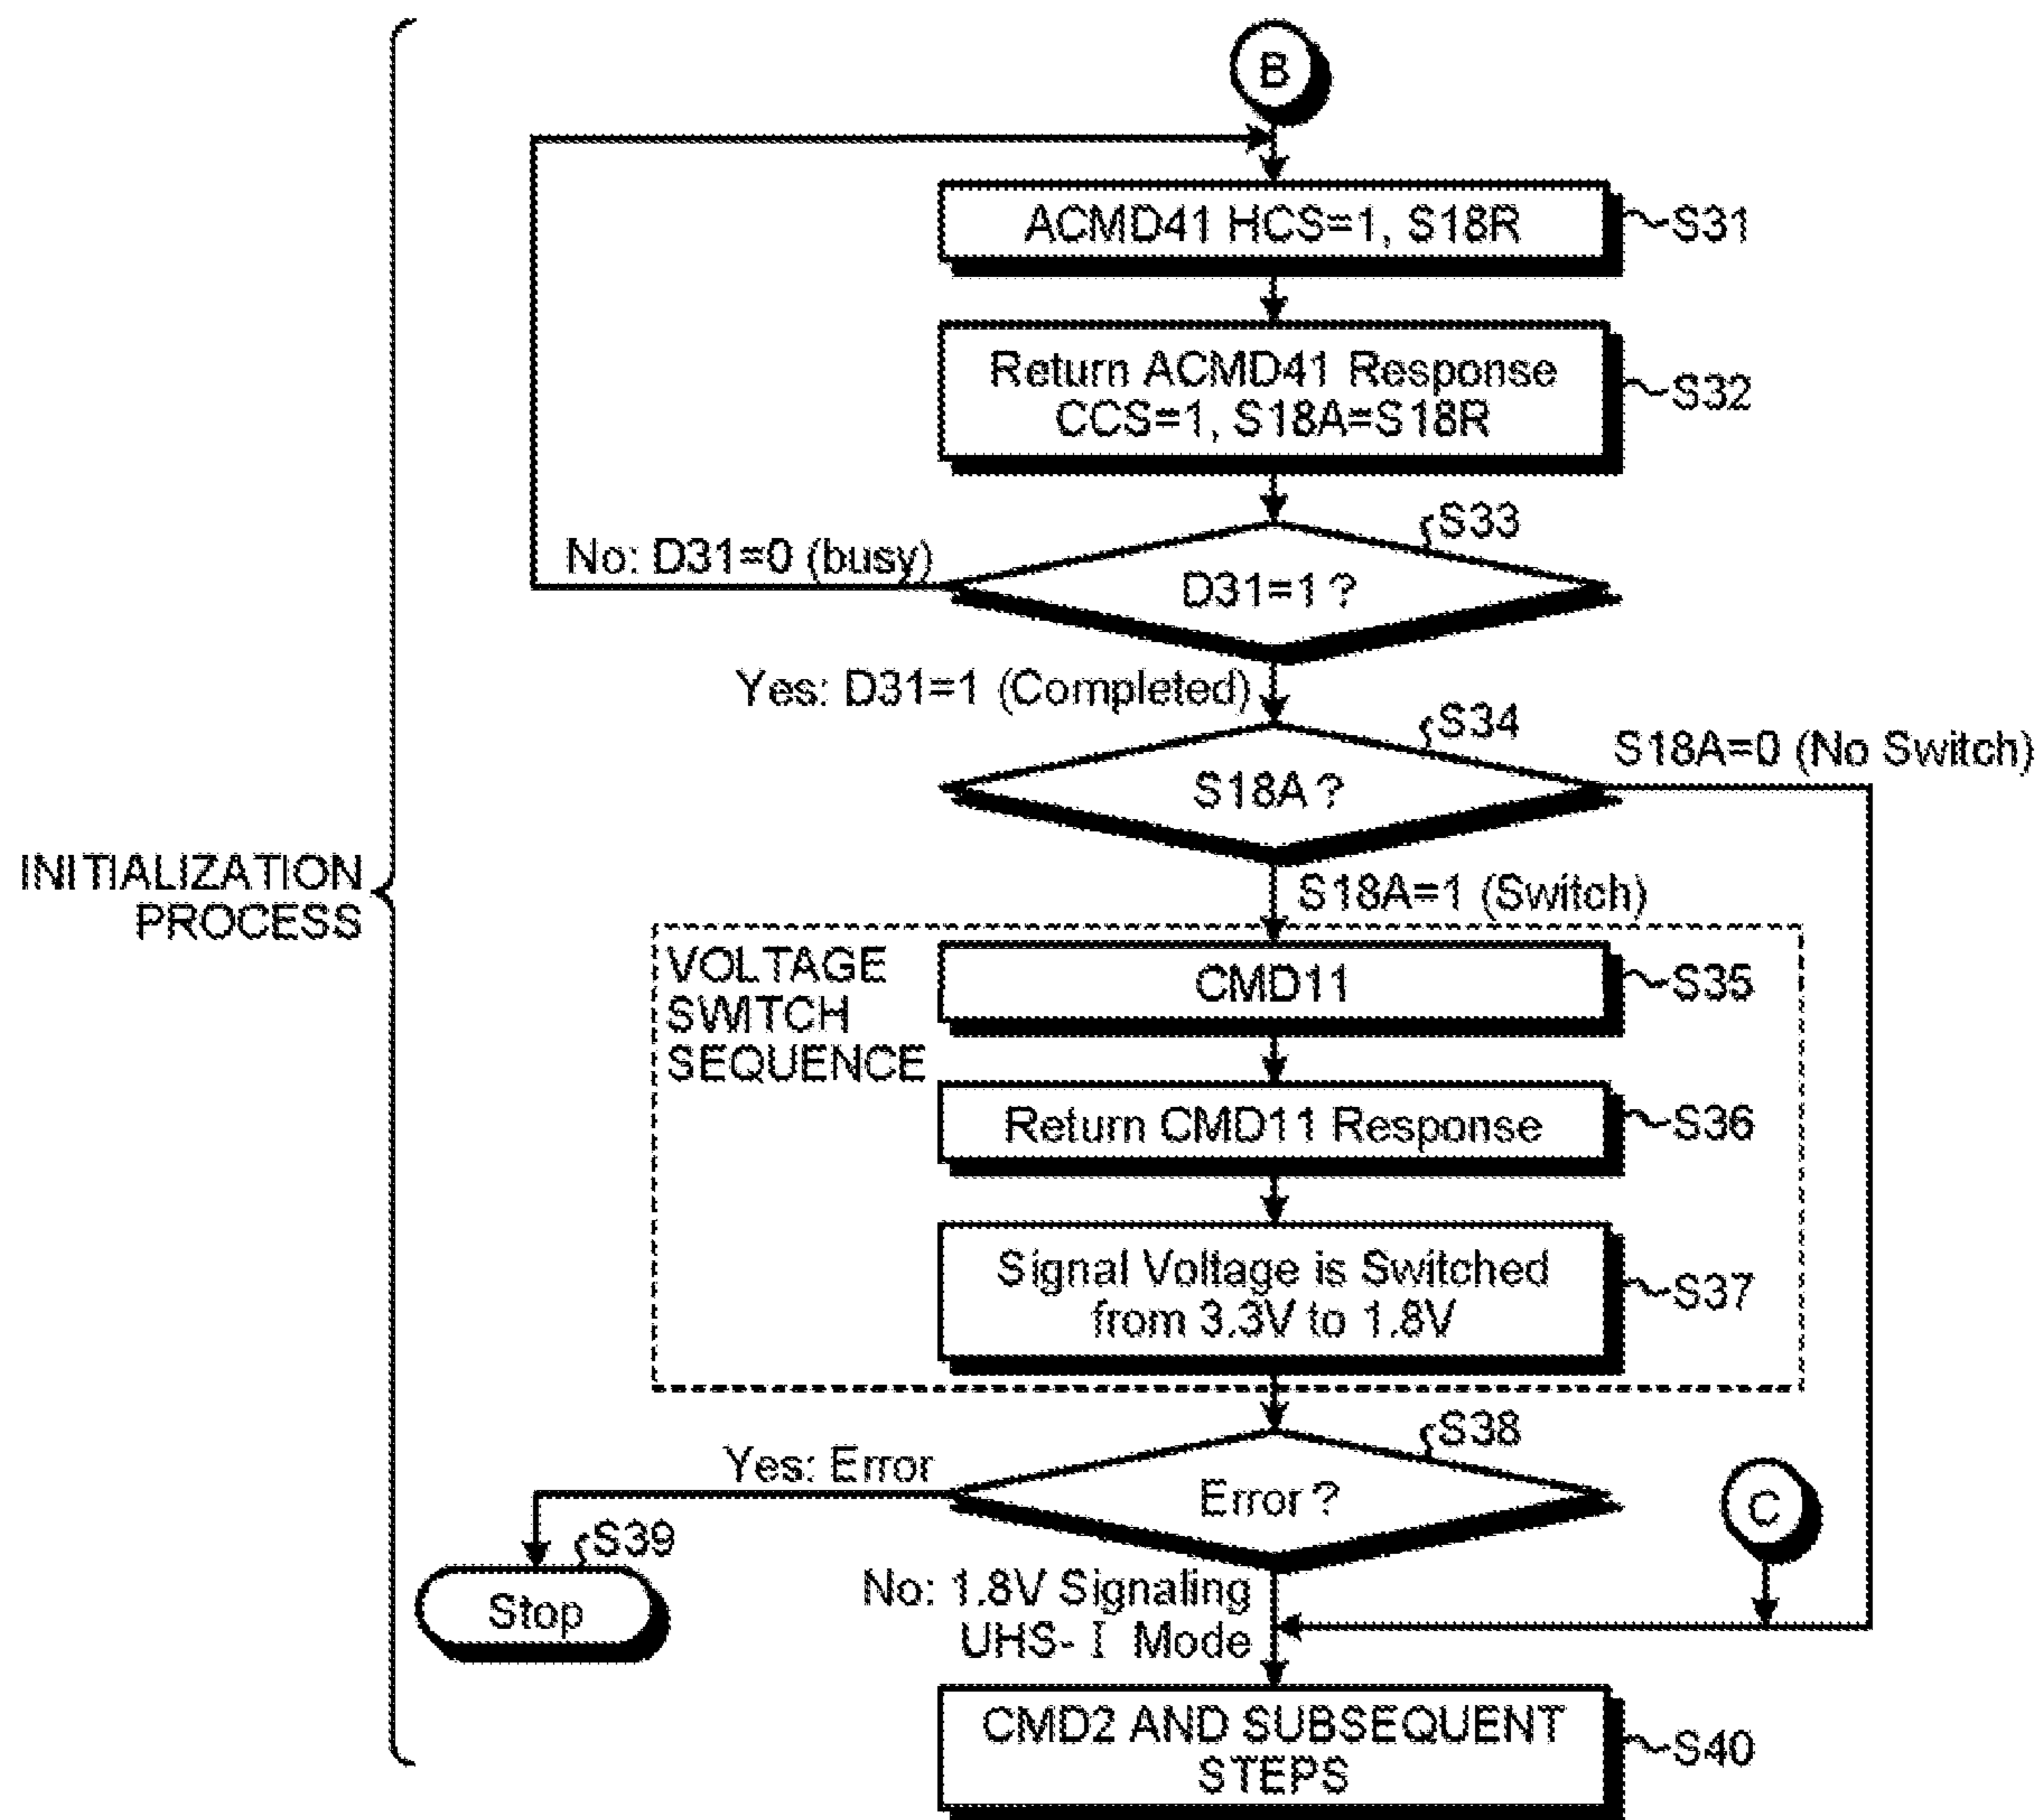 B
ACMD41 HCS=1, S18R
S31
Return ACMD41 Response
CCS=1, S18A=S18R
S32
S33
No: D31=0 (busy)
D31=1 ?
Yes: D31=1 (Completed)
S34
S18A=0 (No Switch)
S18A ?
INITIALIZATION
PROCESS
S18A=1 (Switch)
VOLTAGE
SWITCH
SEQUENCE
CMD11
S35
Return CMD11 Response
S36
Signal Voltage is Switched
from 3.3V to 1.8V
S37
S38
Yes: Error
Error ?
C
S39
Stop
No: 1.8V Signaling
UHS-I Mode
CMD2 AND SUBSEQUENT
STEPS
S40